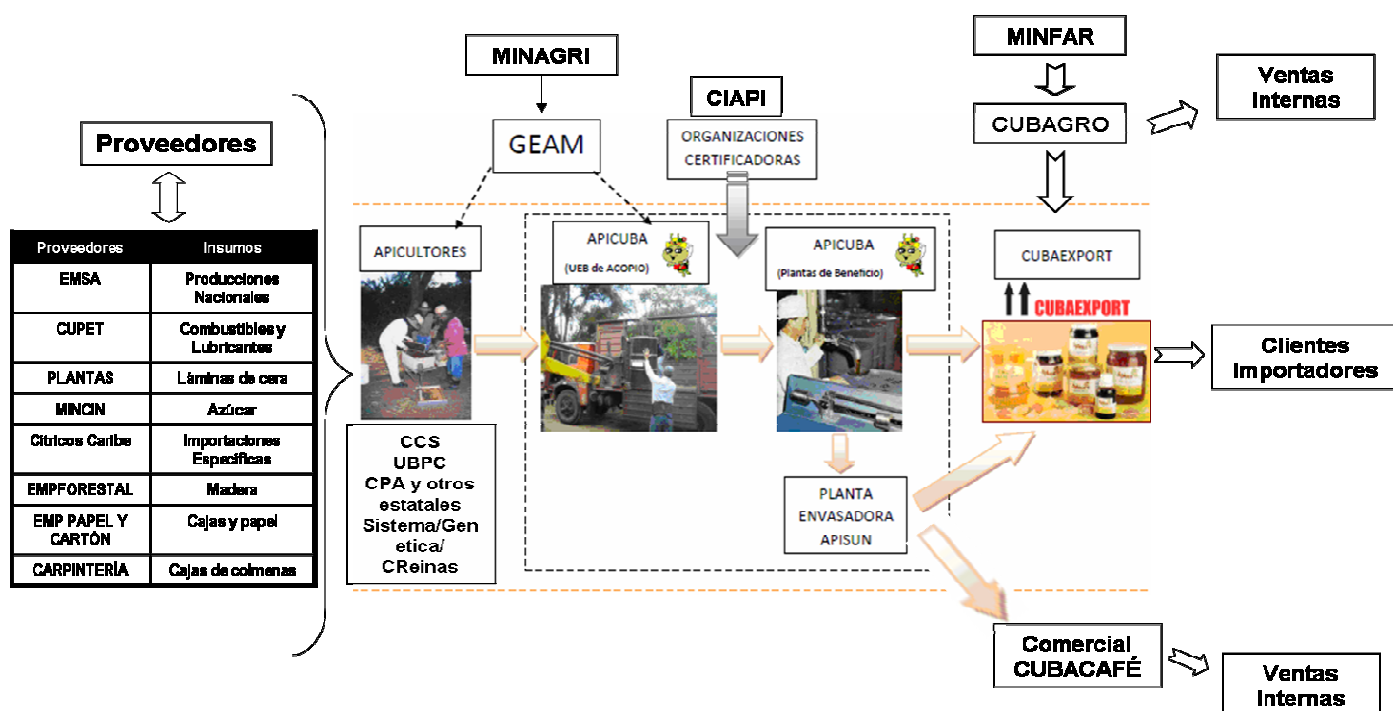 MINAGRI
MINFAR
CIAPI
Ventas
Internas
GEAM
ORGANIZACIONES
CERTIFICADORAS
CUBAGRO
Proveedores
Proveedores Insumos
EMSA Producciones
Nacionales
CUPET Combustibles y
Lubricantes
PLANTAS Láminas de cera
MINCIN Azúcar
Cítricos Caribe Importaciones
Específicas
EMPFORESTAL Madera
EMP PAPEL Y
CARTÓN
Cajas y papel
CARPINTERÍA Cajas de colmenas
APICULTORES
APICUBA
(UEB de ACOPIO)
APICUBA
(Plantas de Beneficio)
CUBAEXPORT
CUBAEXPORT
CCS
UBPC
CPA y otros
estatales
Sistema/Gen
etica/
CReinas
PLANTA
ENVASADORA
APISUN
Clientes
Importadores
Comercial
CUBACAFÉ
Ventas
Internas